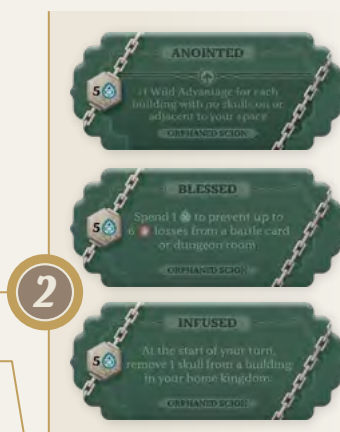 ANOINTED
+1 Wild Advantage for each
building with no skulls on or
adjacent to your space
5
ORPHANED SCION
BLESSED
Spend 1 to prevent up to
5 6 losses from a battle card
or dungeon room
ORPHANED SCION
2
INFUSED
At the start of your turn,
5 remove 1 skull from a building
in your home kingdom.
ORPHANED SCION